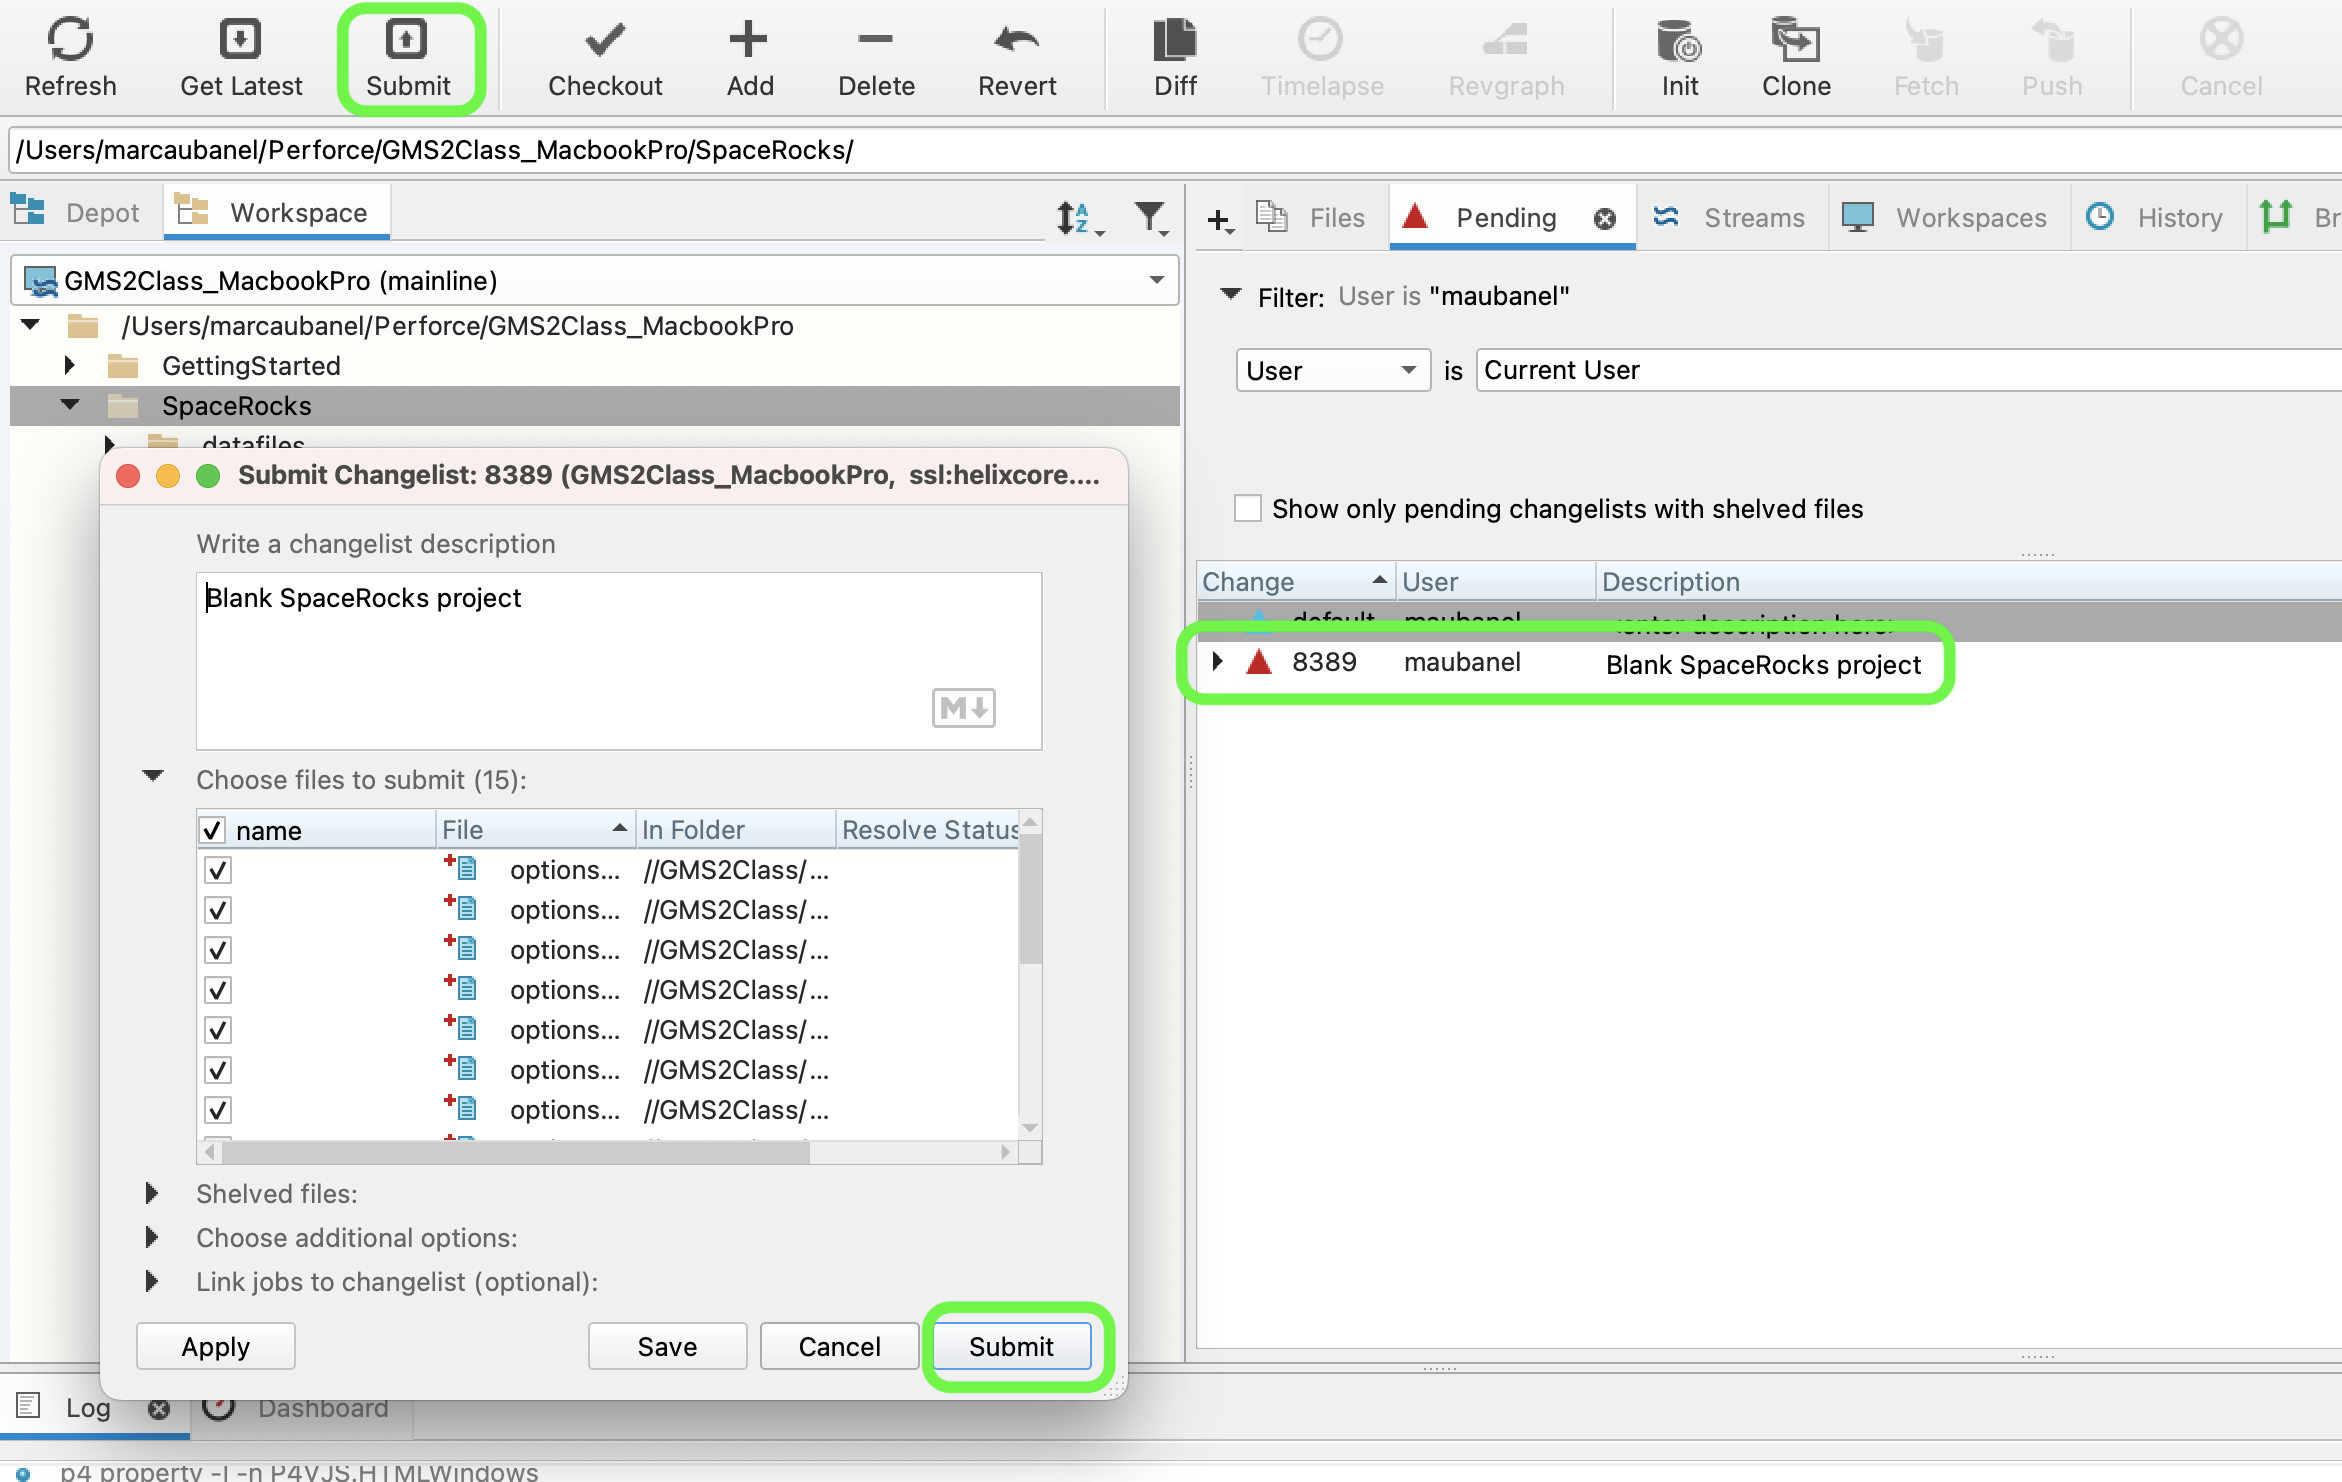 Refresh Get Latest Submit Checkout Add Delete Revert Diff Timelapse Revgraph Init Clone Fetch Push Cancel
/Users/marcaubanel/Perforce/GMS2Class_MacbookPro/SpaceRocks/
Depot Workspace
Files Pending Streams Workspaces History Br
GMS2Class_MacbookPro (mainline)
/Users/marcaubanel/Perforce/GMS2Class_MacbookPro
GettingStarted
SpaceRocks
datafiles
Filter: User is "maubanel"
User is Current User
Show only pending changelists with shelved files
Change User Description
default maubanel <enter description here>
8389 maubanel Blank SpaceRocks project
Submit Changelist: 8389 (GMS2Class_MacbookPro, ssl:helixcore....
Write a changelist description
Blank SpaceRocks project
M
Choose files to submit (15):
name File In Folder Resolve Status
options... //GMS2Class/...
options... //GMS2Class/...
options... //GMS2Class/...
options... //GMS2Class/...
options... //GMS2Class/...
options... //GMS2Class/...
options... //GMS2Class/...
Shelved files:
Choose additional options:
Link jobs to changelist (optional):
Apply Save Cancel Submit
Log Dashboard
p4 property -l -n P4VJS.HTMLWindows